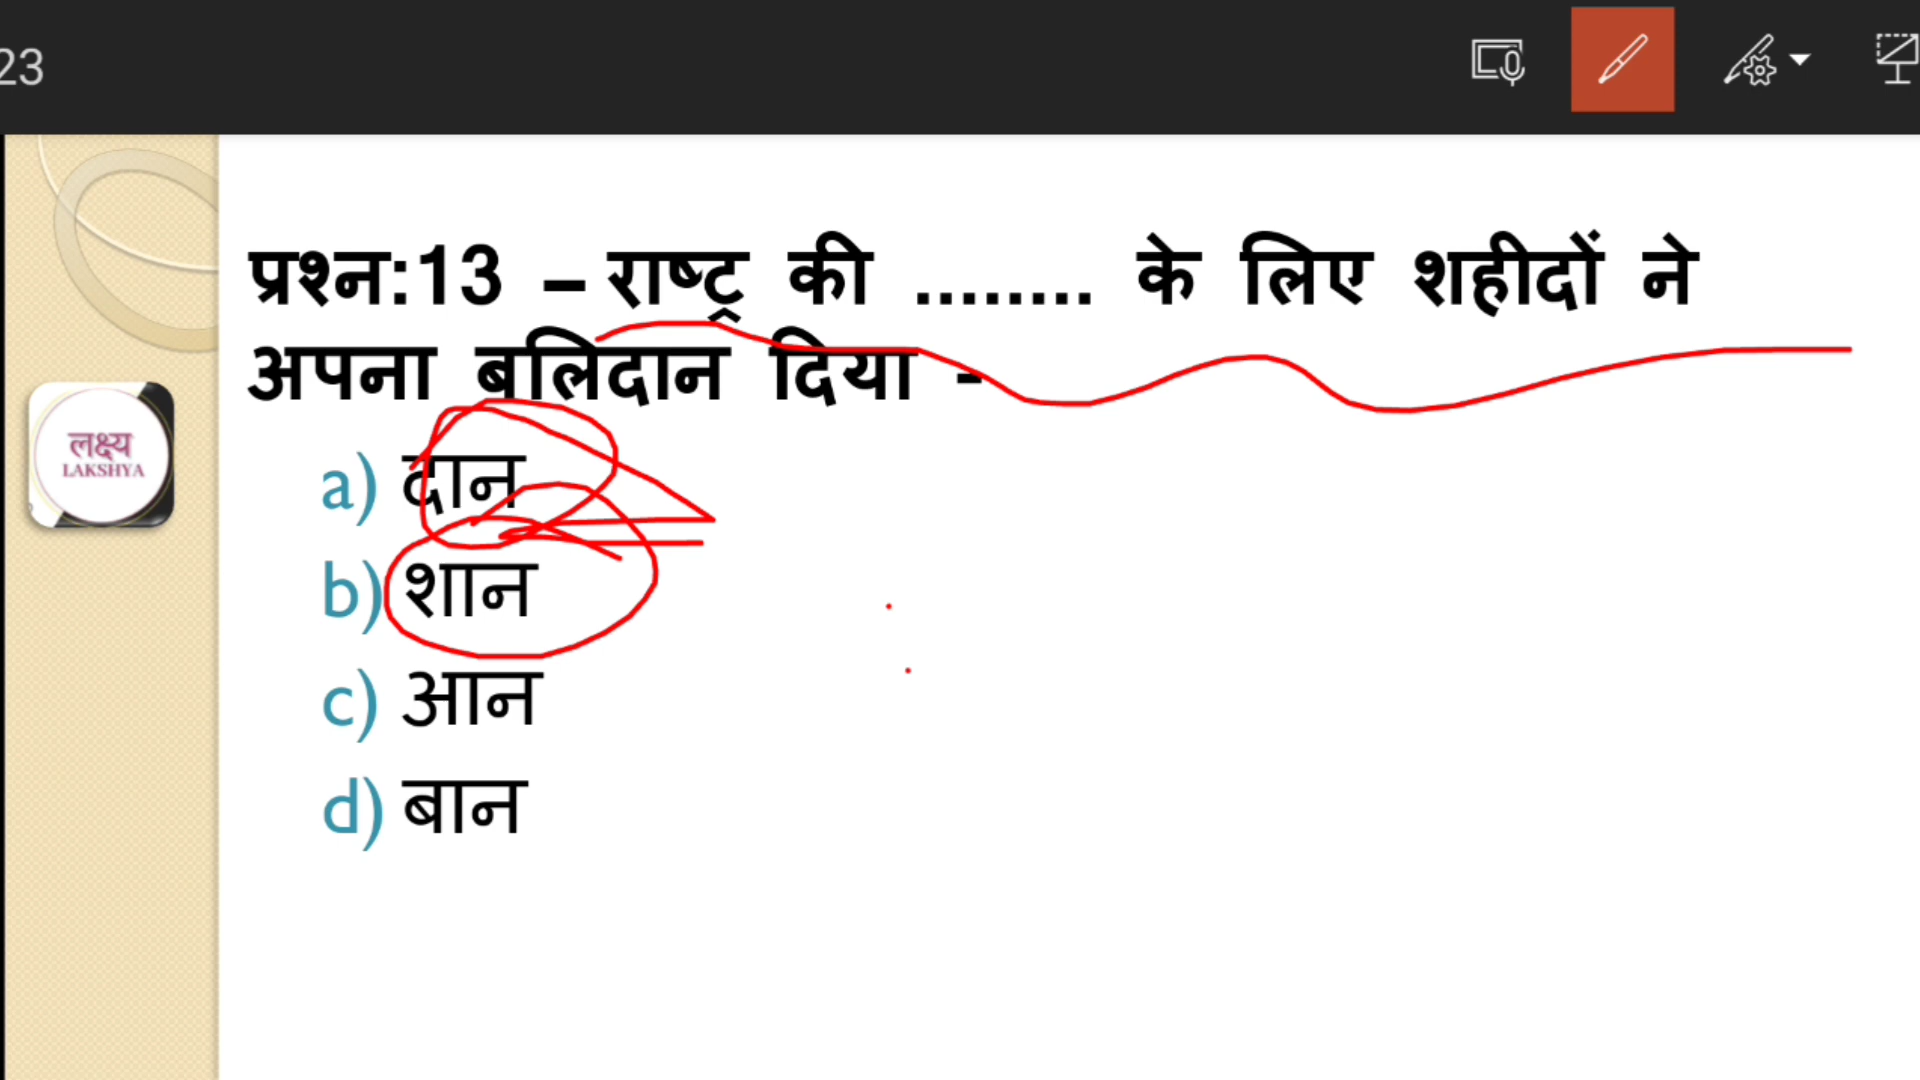 23
प्रश्न:13 – राष्ट्र की ........ के लिए शहीदों ने
अपना बलिदान दिया -
लक्ष्य
LAKSHYA
a) दान
b) शान
c) आन
d) बान